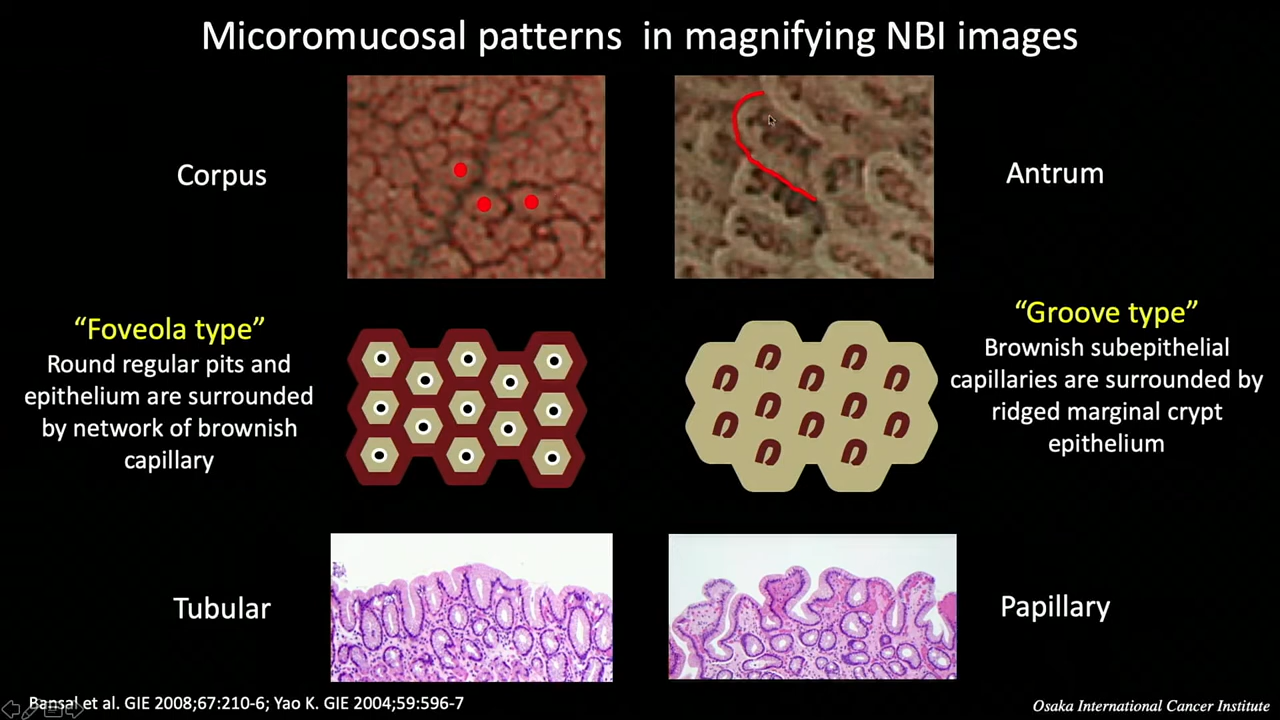 Micoromucosal patterns in magnifying NBI images
Corpus
Antrum
“Foveola type”
Round regular pits and
epithelium are surrounded
by network of brownish
capillary
“Groove type”
Brownish subepithelial
capillaries are surrounded by
ridged marginal crypt
epithelium
Tubular
Papillary
Bansal et al. GIE 2008;67:210-6; Yao K. GIE 2004;59:596-7
Osaka International Cancer Institute